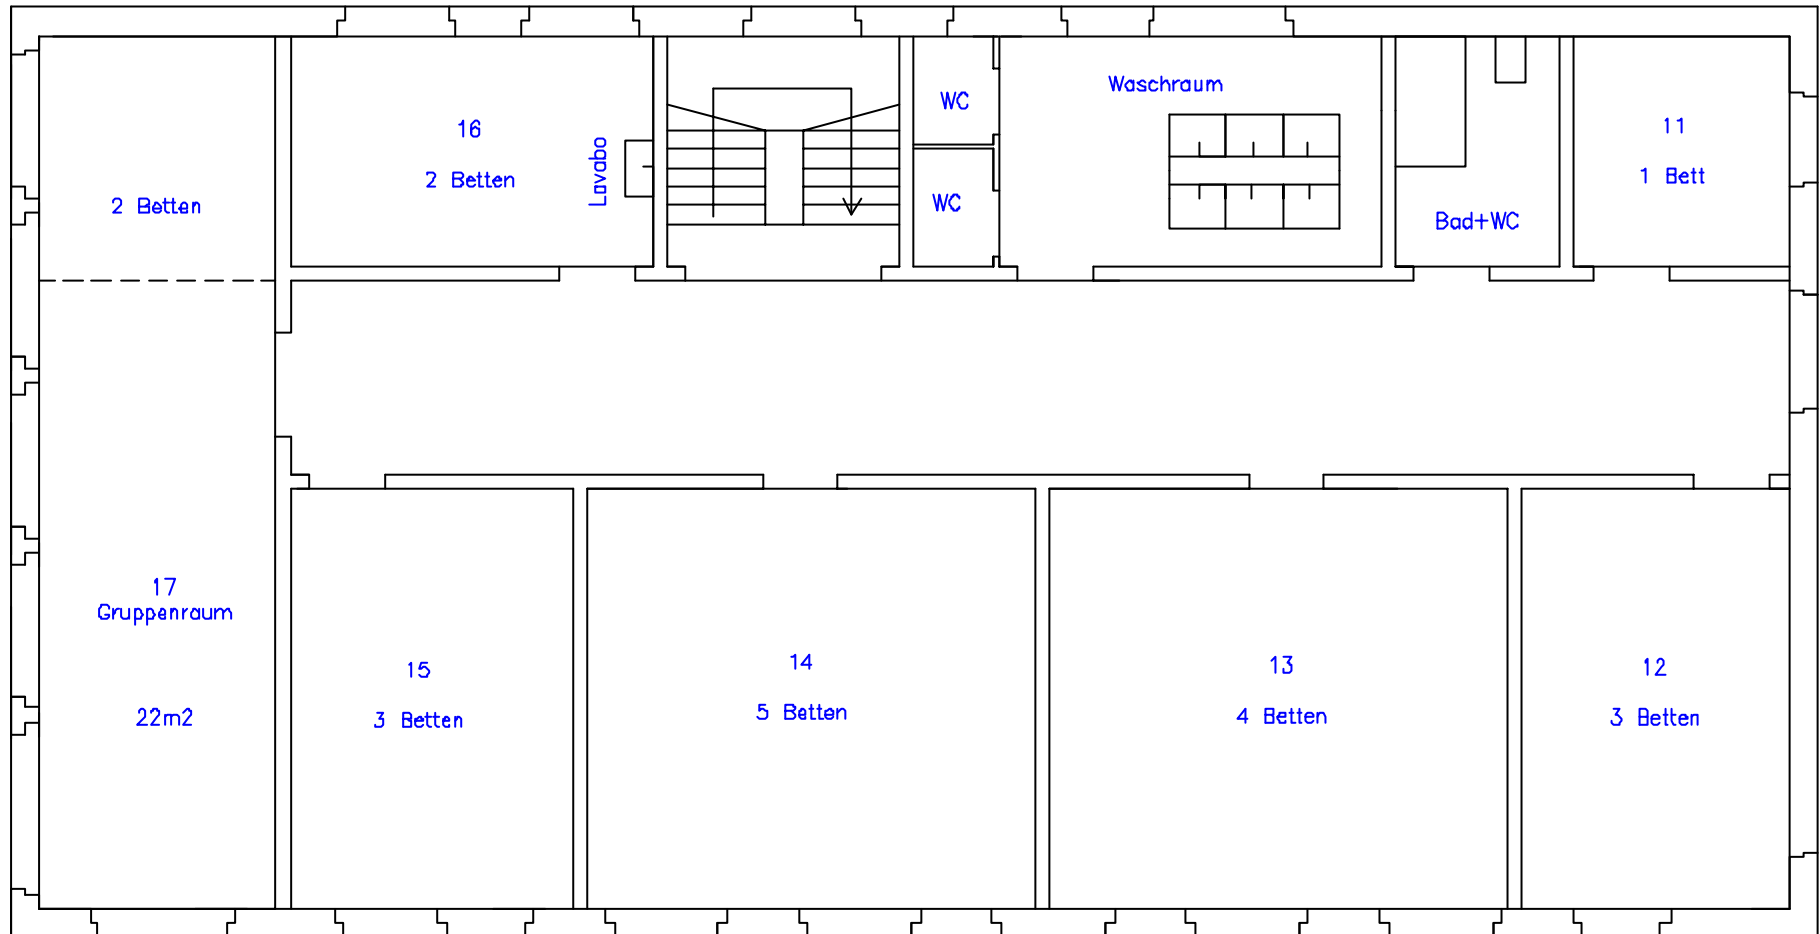 2 Betten
16
2 Betten
Lavabo
WC
WC
Waschraum
Bad+WC
11
1 Bett
17
Gruppenraum
22m2
15
3 Betten
14
5 Betten
13
4 Betten
12
3 Betten